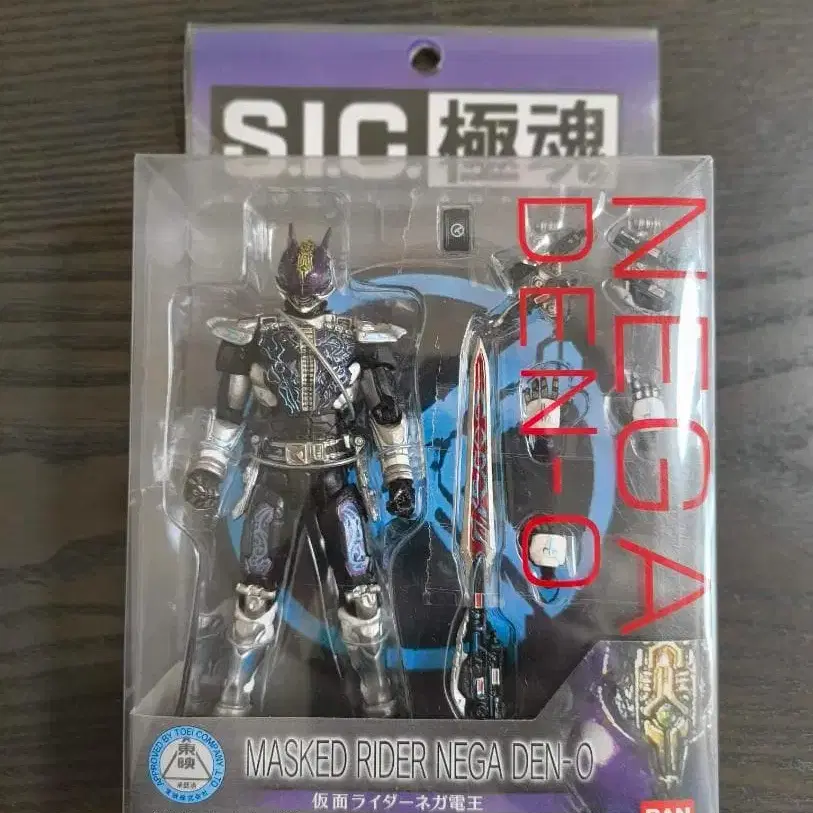 S.I.C. 極魂
NEGA
DEN-O
MASKED RIDER NEGA DEN-O
仮面ライダーネガ電王
APPROVED BY TOEI COMPANY, LTD
東映
BAN